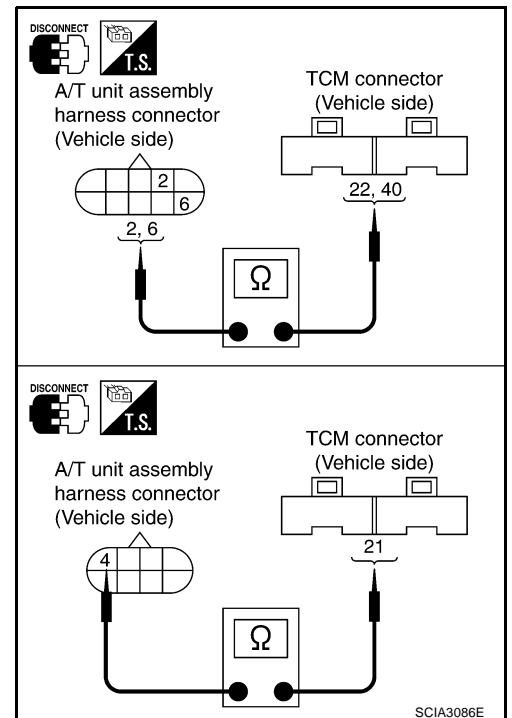 DISCONNECT
T.S.
A/T unit assembly
harness connector
(Vehicle side)
TCM connector
(Vehicle side)
2
6
2, 6
22, 40
Ω
DISCONNECT
T.S.
A/T unit assembly
harness connector
(Vehicle side)
TCM connector
(Vehicle side)
4
21
Ω
SCIA3086E